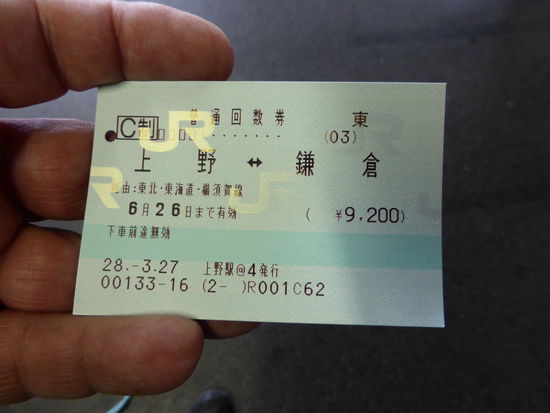 普通回数券 東
C制 (03)
上野 ↔ 鎌倉
経由:東北・東海道・横須賀線
6月26日まで有効 ( ¥9,200)
下車前途無効
28.-3.27 上野駅@4発行
00133-16 (2- )R001C62